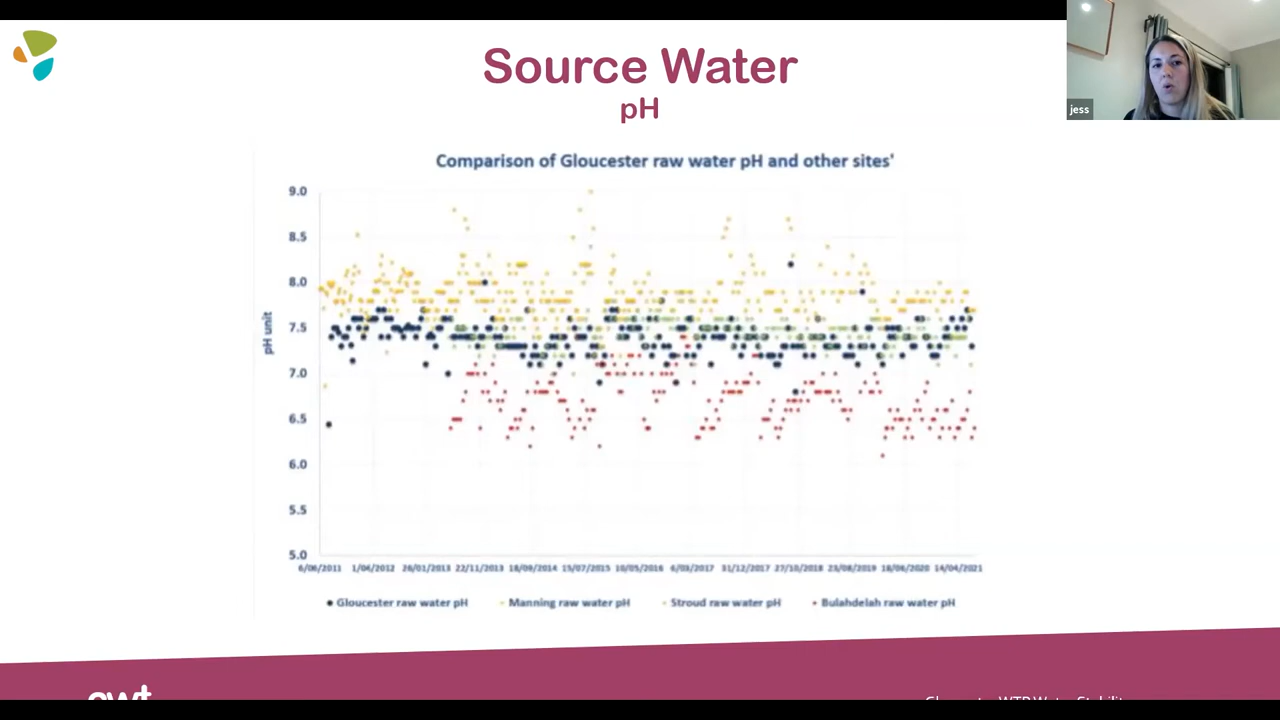 Source Water
pH
jess
Comparison of Gloucester raw water pH and other sites'
9.0
8.5
8.0
7.5
7.0
6.5
6.0
5.5
5.0
pH unit
6/06/2011 1/04/2012 26/01/2013 22/11/2013 18/09/2014 15/07/2015 10/05/2016 6/03/2017 31/12/2017 27/10/2018 23/08/2019 18/06/2020 14/04/2021
Gloucester raw water pH Manning raw water pH Stroud raw water pH Bulahdelah raw water pH